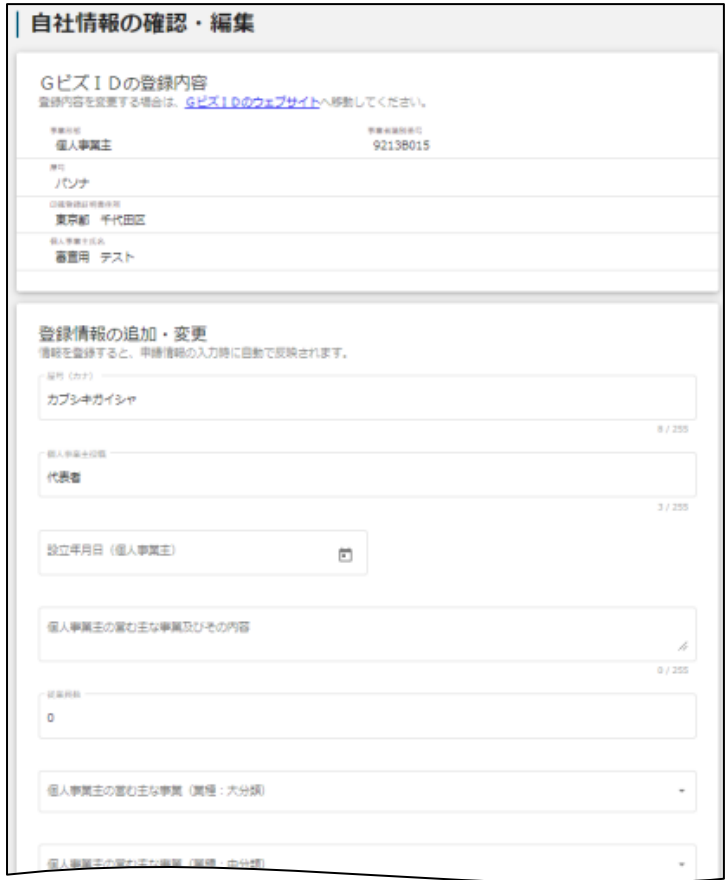 自社情報の確認・編集
GビズIDの登録内容
登録内容を変更する場合は、GビズIDのウェブサイトへ移動してください。
事業形態
事業者識別番号
個人事業主
9213B015
屋号
パソナ
印鑑登録証明書住所
東京都 千代田区
個人事業主氏名
審査用 テスト
登録情報の追加・変更
情報を登録すると、申請情報の入力時に自動で反映されます。
屋号（カナ）
カブシキガイシャ
8 / 255
個人事業主役職
代表者
3 / 255
設立年月日（個人事業主）
個人事業主の営む主な事業及びその内容
0 / 255
従業員数
0
個人事業主の営む主な事業（業種：大分類）
個人事業主の営む主な事業（業種：中分類）